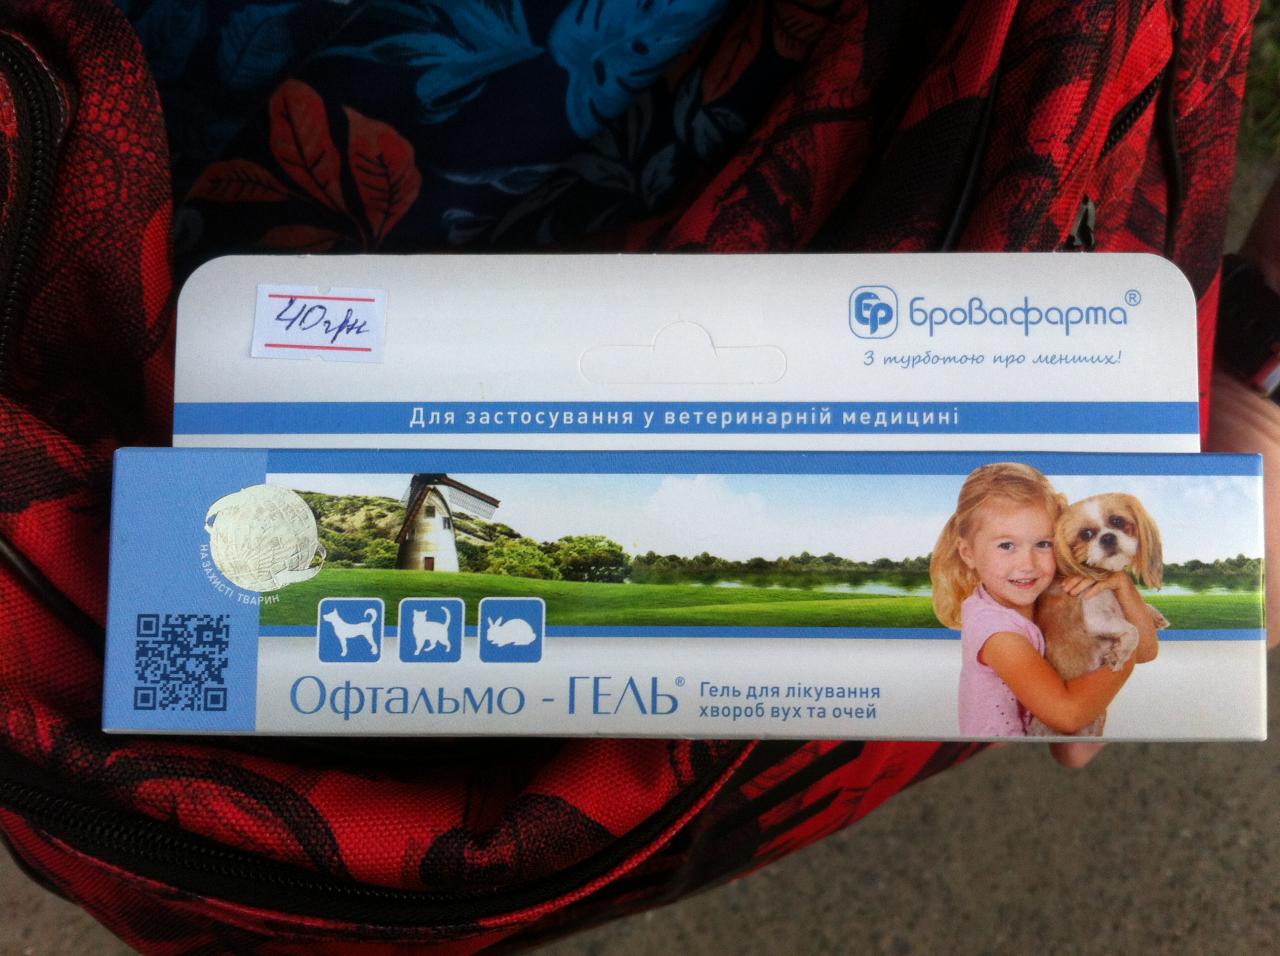 40грн
БроВафарма®
З турботою про менших!
Для застосування у ветеринарній медицині
НА ЗАХИСТІ ТВАРИН
Офтальмо - ГЕЛЬ®
Гель для лікування
хвороб вух та очей